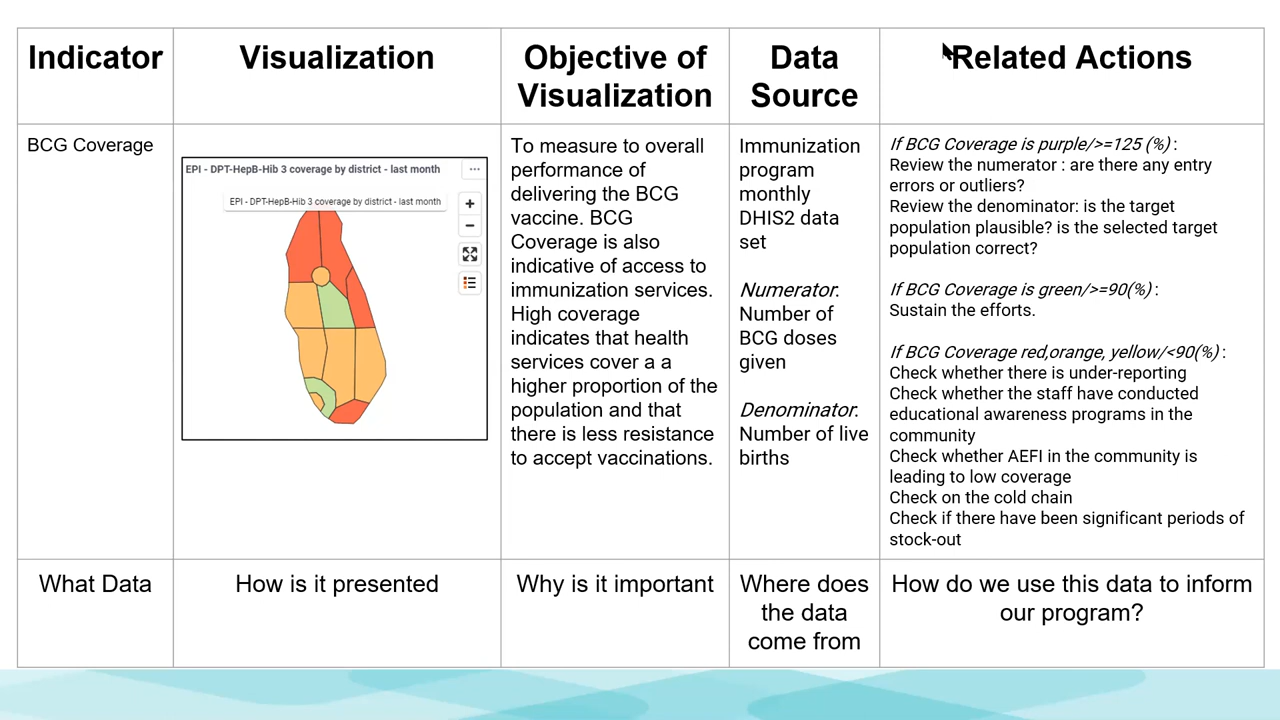 Indicator
Visualization
Objective of
Visualization
Data
Source
Related Actions
BCG Coverage
EPI - DPT-HepB-Hib 3 coverage by district - last month
EPI - DPT-HepB-Hib 3 coverage by district - last month
To measure to overall
performance of
delivering the BCG
vaccine. BCG
Coverage is also
indicative of access to
immunization services.
High coverage
indicates that health
services cover a a
higher proportion of the
population and that
there is less resistance
to accept vaccinations.
Immunization
program
monthly
DHIS2 data
set
Numerator:
Number of
BCG doses
given
Denominator:
Number of live
births
If BCG Coverage is purple/>=125 (%) :
Review the numerator : are there any entry
errors or outliers?
Review the denominator: is the target
population plausible? is the selected target
population correct?
If BCG Coverage is green/>=90(%) :
Sustain the efforts.
If BCG Coverage red,orange, yellow/<90(%) :
Check whether there is under-reporting
Check whether the staff have conducted
educational awareness programs in the
community
Check whether AEFI in the community is
leading to low coverage
Check on the cold chain
Check if there have been significant periods of
stock-out
What Data
How is it presented
Why is it important
Where does
the data
come from
How do we use this data to inform
our program?